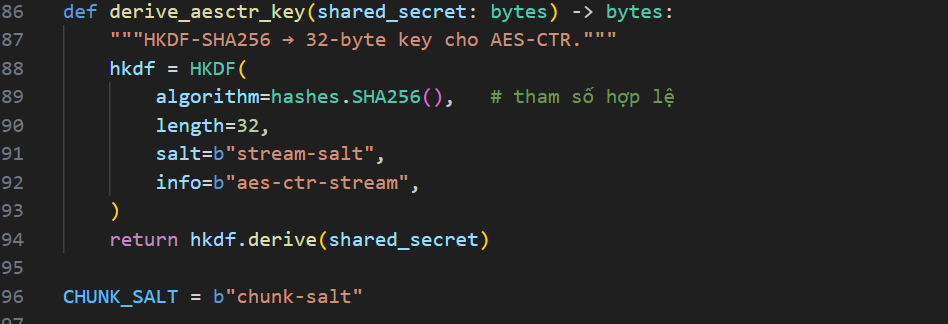 86 def derive_aesctr_key(shared_secret: bytes) -> bytes:
87     """HKDF-SHA256 → 32-byte key cho AES-CTR."""
88     hkdf = HKDF(
89         algorithm=hashes.SHA256(),   # tham số hợp lệ
90         length=32,
91         salt=b"stream-salt",
92         info=b"aes-ctr-stream",
93     )
94     return hkdf.derive(shared_secret)
95
96 CHUNK_SALT = b"chunk-salt"
97